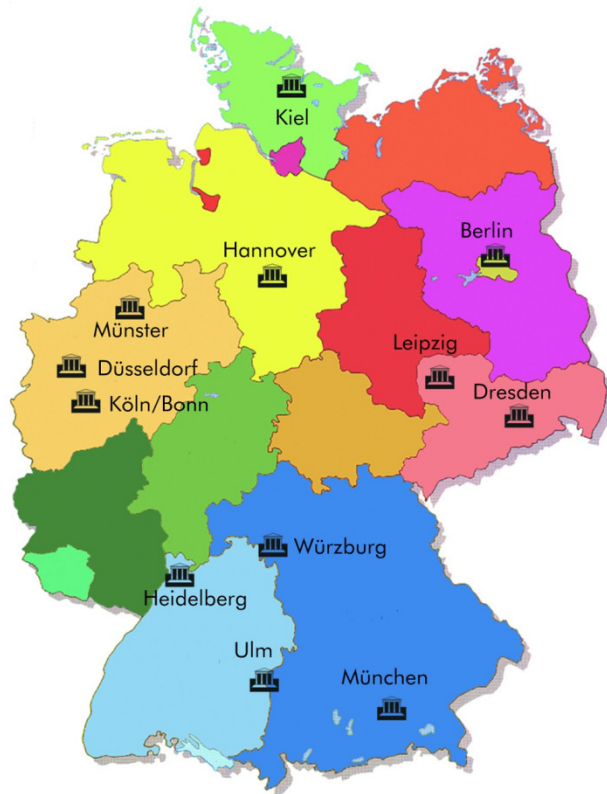 Kiel
Berlin
Hannover
Münster
Leipzig
Düsseldorf
Dresden
Köln/Bonn
Würzburg
Heidelberg
Ulm
München